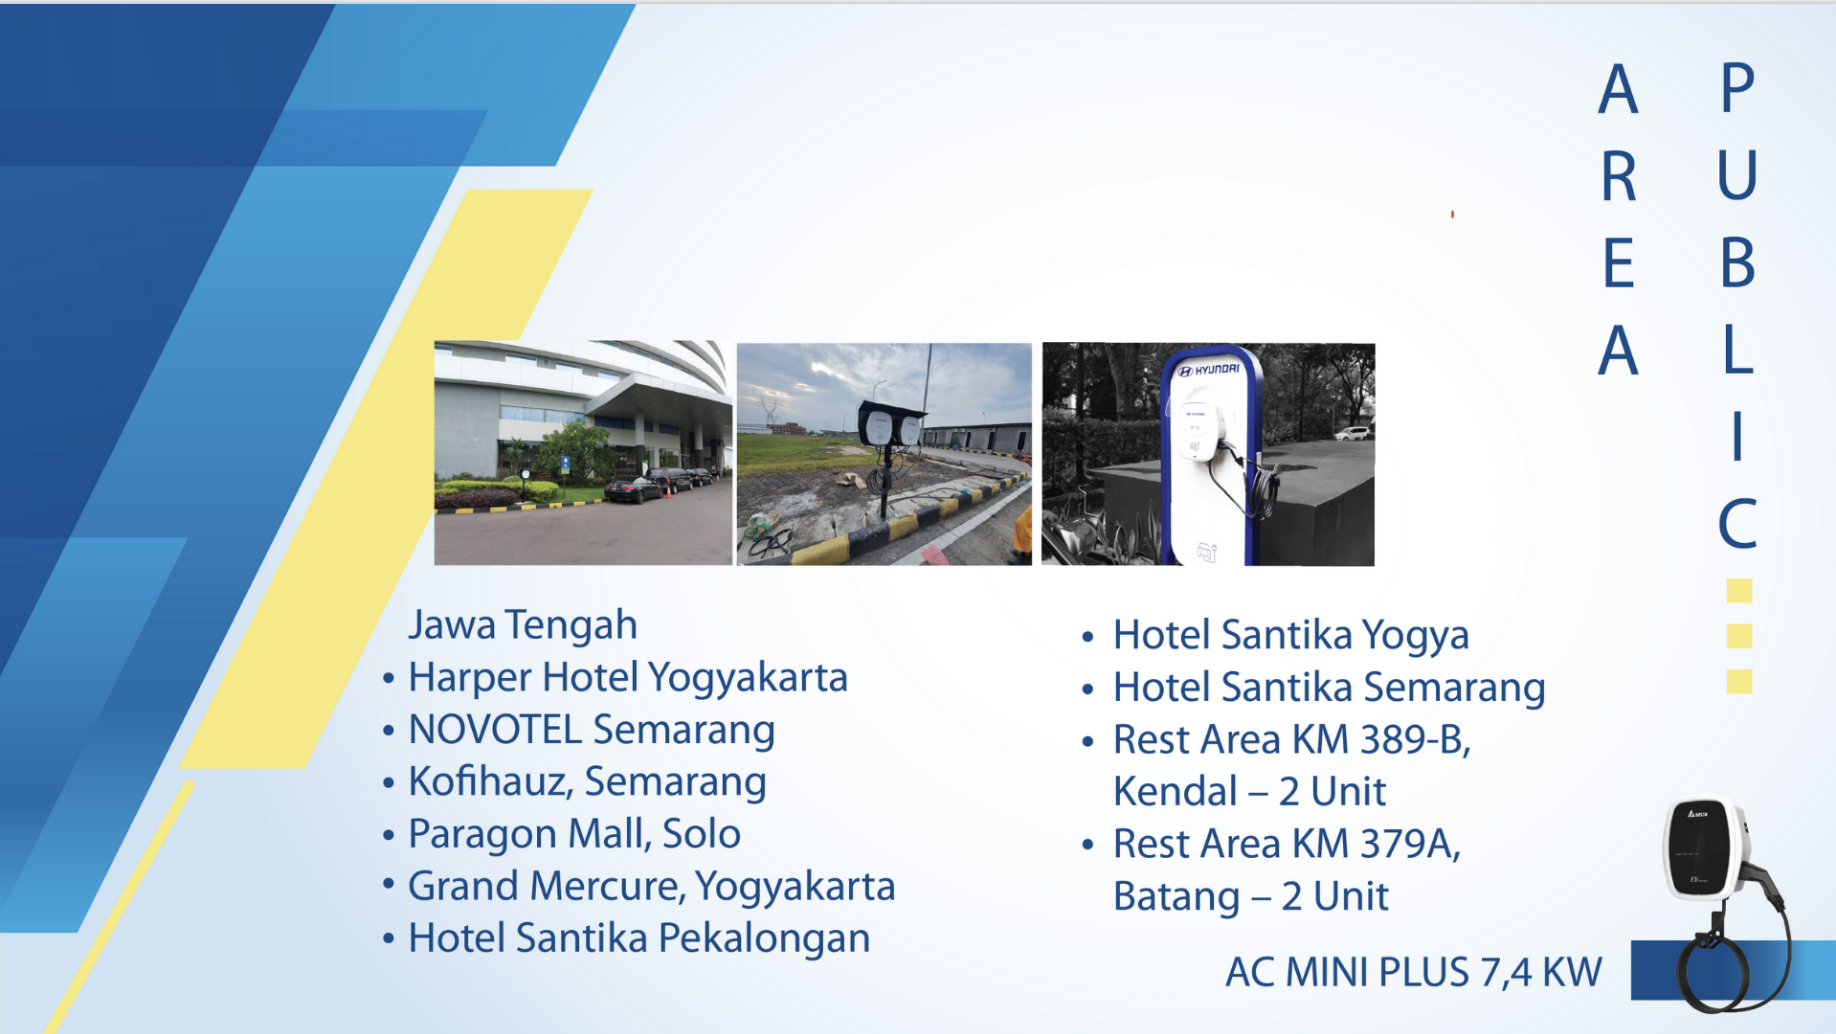 PUBLIC
AREA
HYUNDAI
Jawa Tengah
• Harper Hotel Yogyakarta
• NOVOTEL Semarang
• Kofihauz, Semarang
• Paragon Mall, Solo
• Grand Mercure, Yogyakarta
• Hotel Santika Pekalongan
• Hotel Santika Yogya
• Hotel Santika Semarang
• Rest Area KM 389-B,
Kendal – 2 Unit
• Rest Area KM 379A,
Batang – 2 Unit
AC MINI PLUS 7,4 KW